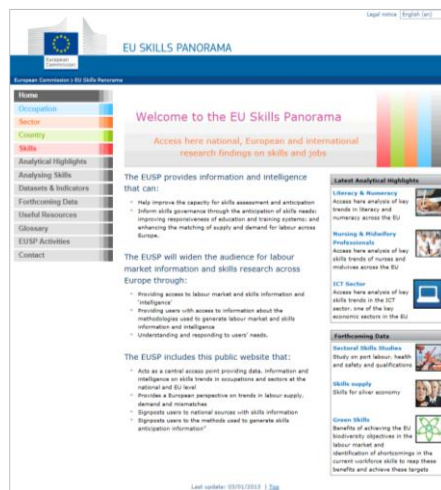 Legal notice | English (en)
EU SKILLS PANORAMA
European
Commission
European Commission > EU Skills Panorama
Home
Occupation
Sector
Country
Skills
Analytical Highlights
Analysing Skills
Datasets & Indicators
Forthcoming Data
Useful Resources
Glossary
EUSP Activities
Contact
Welcome to the EU Skills Panorama
Access here national, European and international
research findings on skills and jobs
The EUSP provides information and intelligence
that can:
Help improve the capacity for skills assessment and anticipation
Inform skills governance through the anticipation of skills needs;
improving responsiveness of education and training systems; and
enhancing the matching of supply and demand for labour across
Europe.
The EUSP will widen the audience for labour
market information and skills research across
Europe through:
Providing access to labour market and skills information and
'intelligence'
Providing users with access to information about the
methodologies used to generate labour market and skills
information and intelligence
Understanding and responding to users' needs.
The EUSP includes this public website that:
Acts as a central access point providing data, information and
intelligence on skill trends in occupations and sectors at the
national and EU level
Provides a European perspective on trends in labour supply,
demand and mismatches
Signposts users to national sources with skills information
Signposts users to the methods used to generate skills
anticipation information"
Latest Analytical Highlights
Literacy & Numeracy
Access here analysis of key
trends in literacy and
numeracy across the EU
Nursing & Midwifery
Professionals
Access here analysis of key
skills trends of nurses and
midwives across the EU
ICT Sector
Access here analysis of key
skills trends in the ICT
sector, one of the key
economic sectors in the EU
Forthcoming Data
Sectoral Skills Studies
Study on port labour, health
and safety and qualifications
Skills supply
Skills for silver economy
Green Skills
Benefits of achieving the EU
biodiversity objectives in the
labour market and
identification of shortcomings in the
current workforce skills to reap these
benefits and achieve these targets
Last update: 03/01/2013 | Top